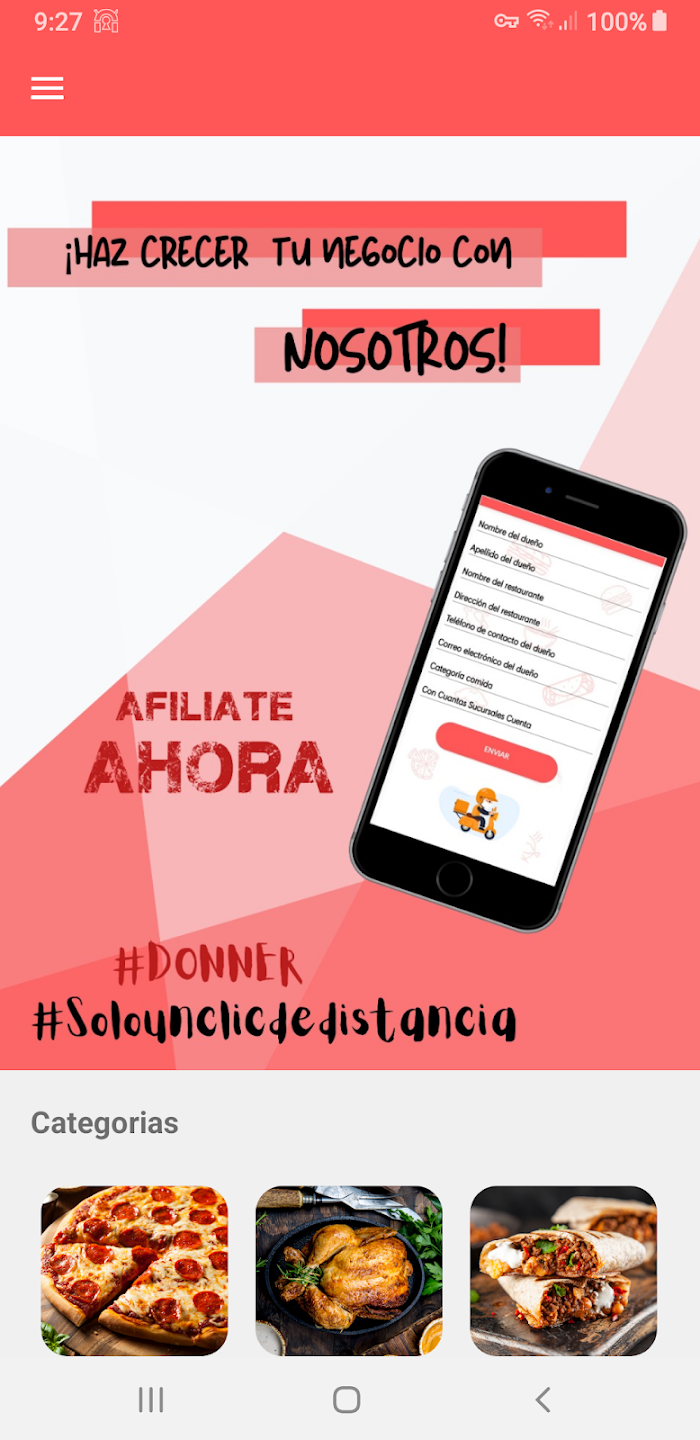 9:27
100%
¡HAZ CRECER TU NEGOCIO CON
NOSOTROS!
Nombre del dueño
Apellido del dueño
Nombre del restaurante
Dirección del restaurante
Teléfono de contacto del dueño
Correo electrónico del dueño
Categoría comida
Con Cuantas Sucursales Cuenta
ENVIAR
AFILIATE
AHORA
#DONNER
#Solounclicdedistancia
Categorias